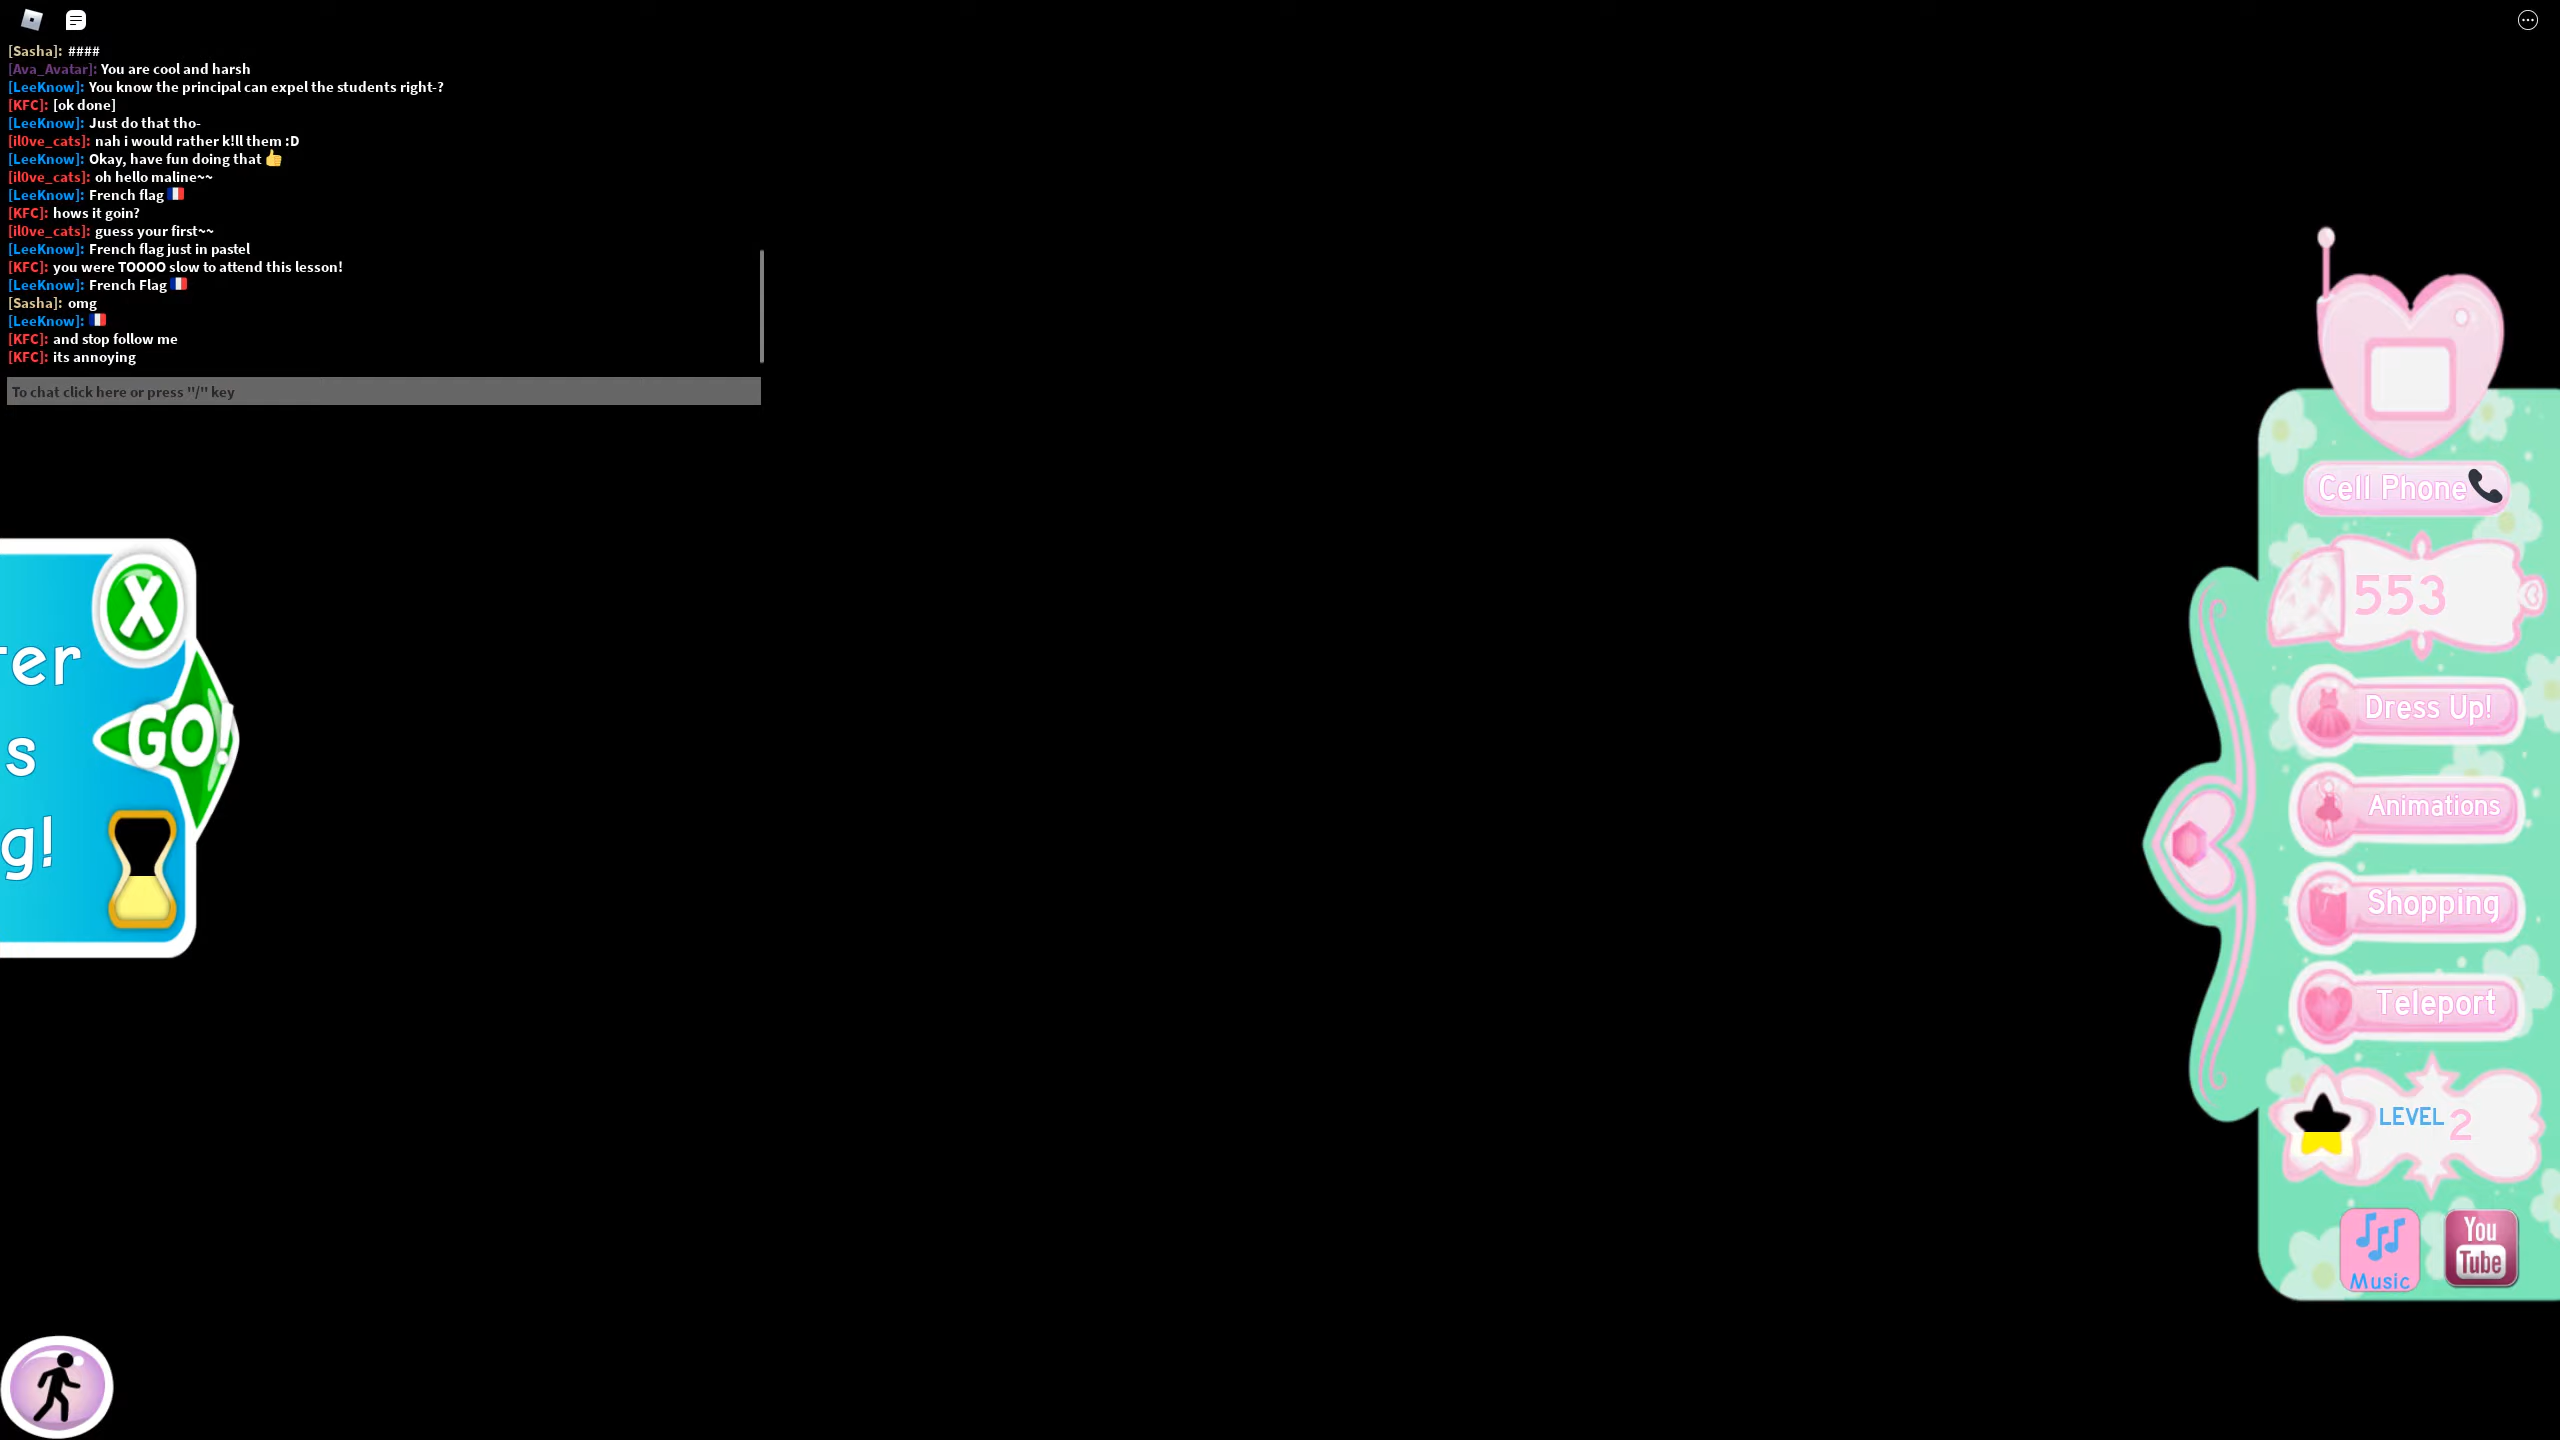 [Sasha]: ####
[Ava_Avatar]: You are cool and harsh
[LeeKnow]: You know the principal can expel the students right-?
[KFC]: [ok done]
[LeeKnow]: Just do that tho-
[il0ve_cats]: nah i would rather k!ll them :D
[LeeKnow]: Okay, have fun doing that 👍
[il0ve_cats]: oh hello maline~~
[LeeKnow]: French flag 🇫🇷
[KFC]: hows it goin?
[il0ve_cats]: guess your first~~
[LeeKnow]: French flag just in pastel
[KFC]: you were TOOOO slow to attend this lesson!
[LeeKnow]: French Flag 🇫🇷
[Sasha]: omg
[LeeKnow]: 🇫🇷
[KFC]: and stop follow me
[KFC]: its annoying
To chat click here or press "/" key
X
er
s
g!
GO!
Cell Phone
553
Dress Up!
Animations
Shopping
Teleport
LEVEL 2
Music
You
Tube